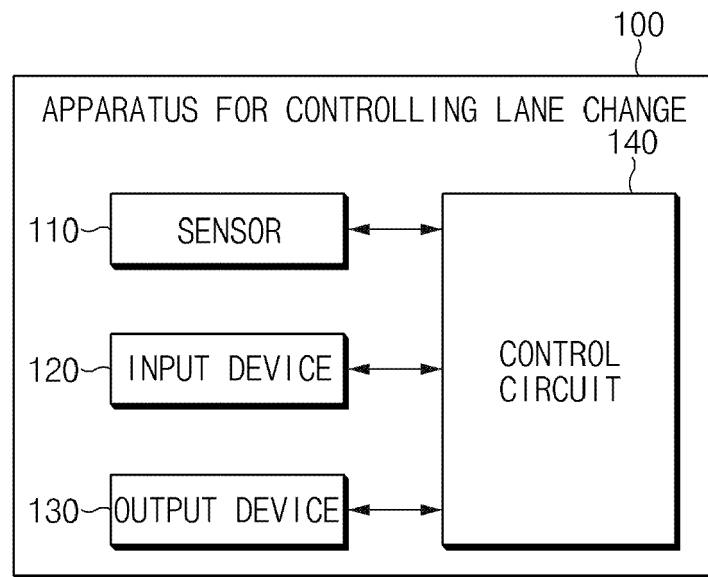 100
APPARATUS FOR CONTROLLING LANE CHANGE
140
110
SENSOR
120
INPUT DEVICE
CONTROL
CIRCUIT
130
OUTPUT DEVICE